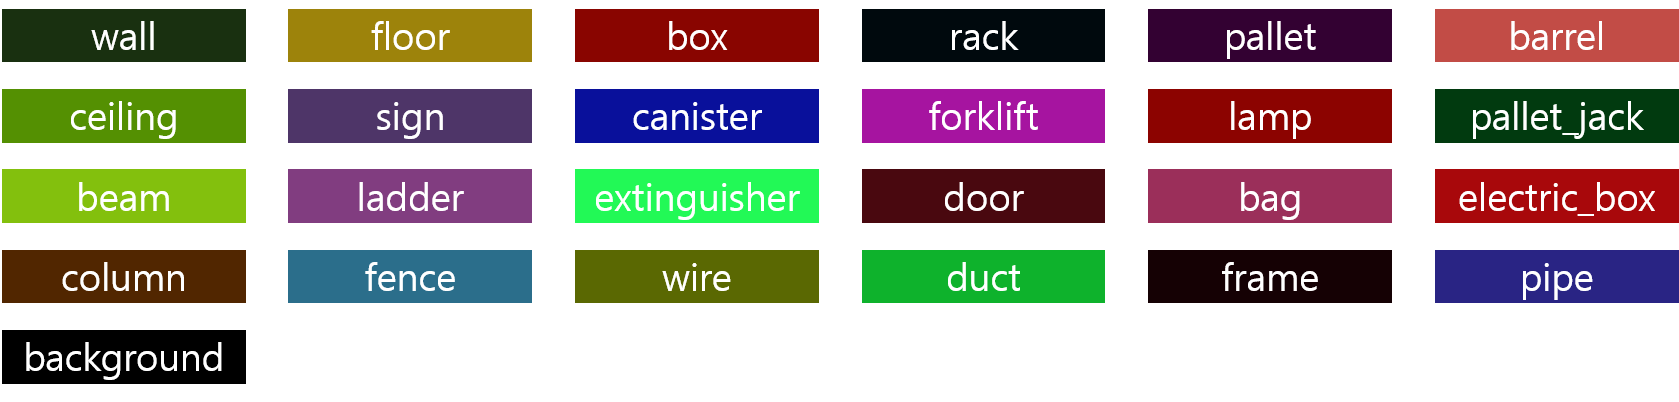 wall floor box rack pallet barrel
ceiling sign canister forklift lamp pallet_jack
beam ladder extinguisher door bag electric_box
column fence wire duct frame pipe
background